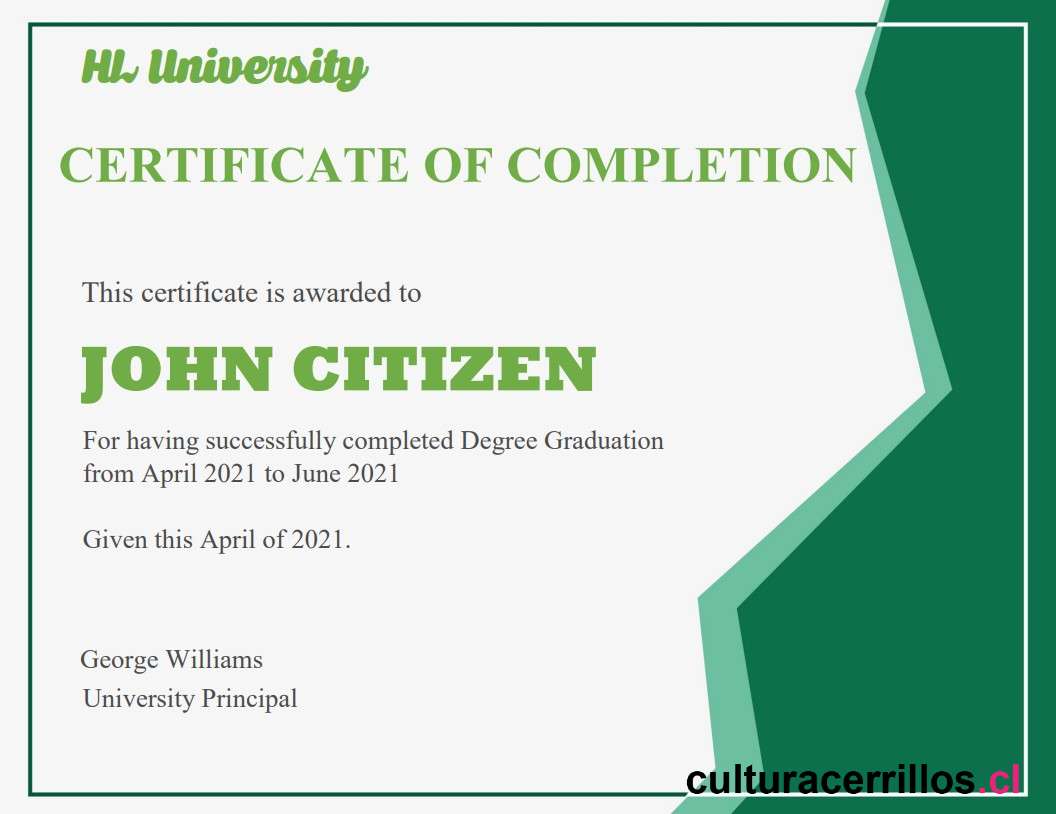 HL University
CERTIFICATE OF COMPLETION
This certificate is awarded to
JOHN CITIZEN
For having successfully completed Degree Graduation
from April 2021 to June 2021
Given this April of 2021.
George Williams
University Principal
culturacerrillos.cl